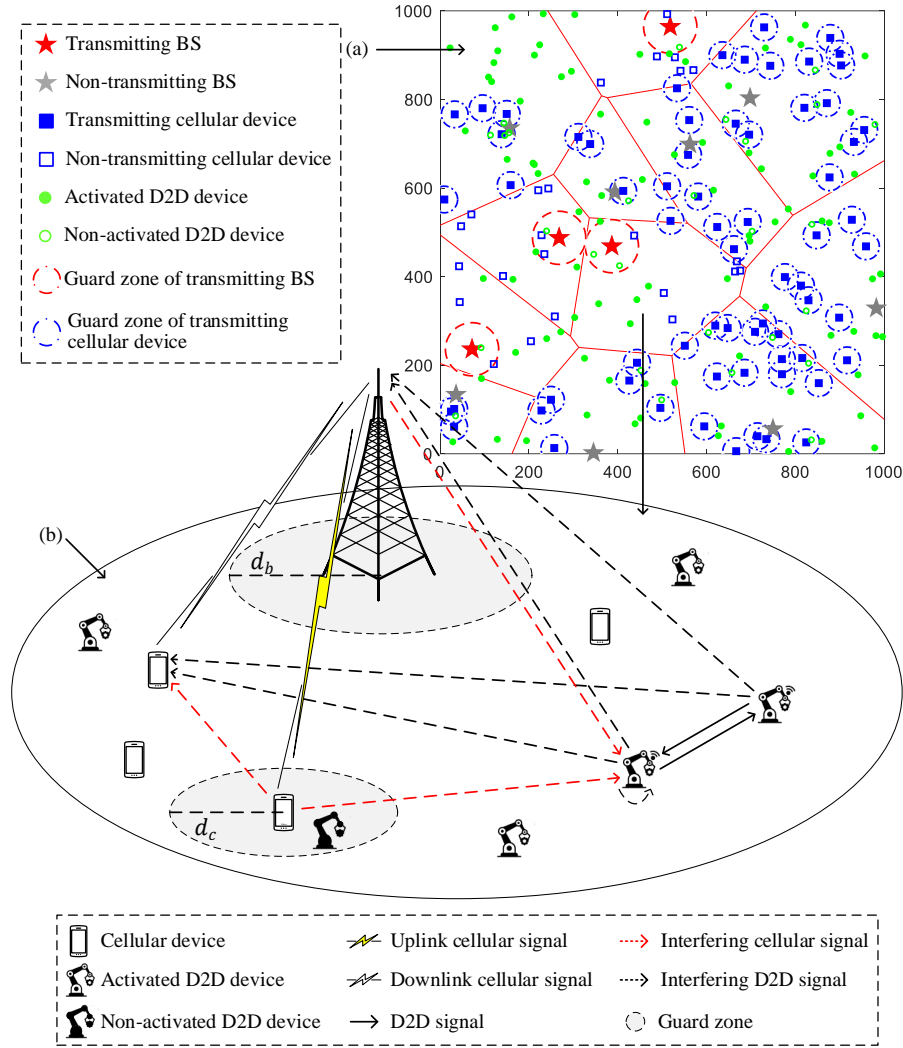 Transmitting BS
Non-transmitting BS
Transmitting cellular device
Non-transmitting cellular device
Activated D2D device
Non-activated D2D device
Guard zone of transmitting BS
Guard zone of transmitting
cellular device
(a)
1000
800
600
400
200
0
0 200 400 600 800 1000
(b)
d_b
d_c
Cellular device
Uplink cellular signal
Interfering cellular signal
Activated D2D device
Downlink cellular signal
Interfering D2D signal
Non-activated D2D device
D2D signal
Guard zone